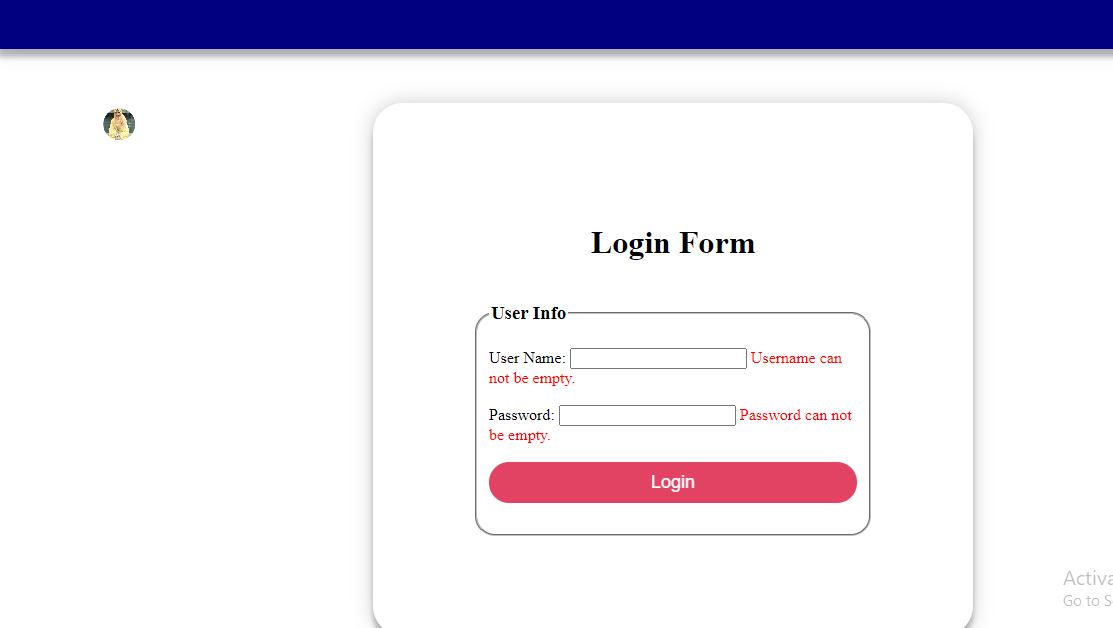 Login Form
User Info
User Name: Username can
not be empty.
Password: Password can not
be empty.
Login
Activa
Go to S